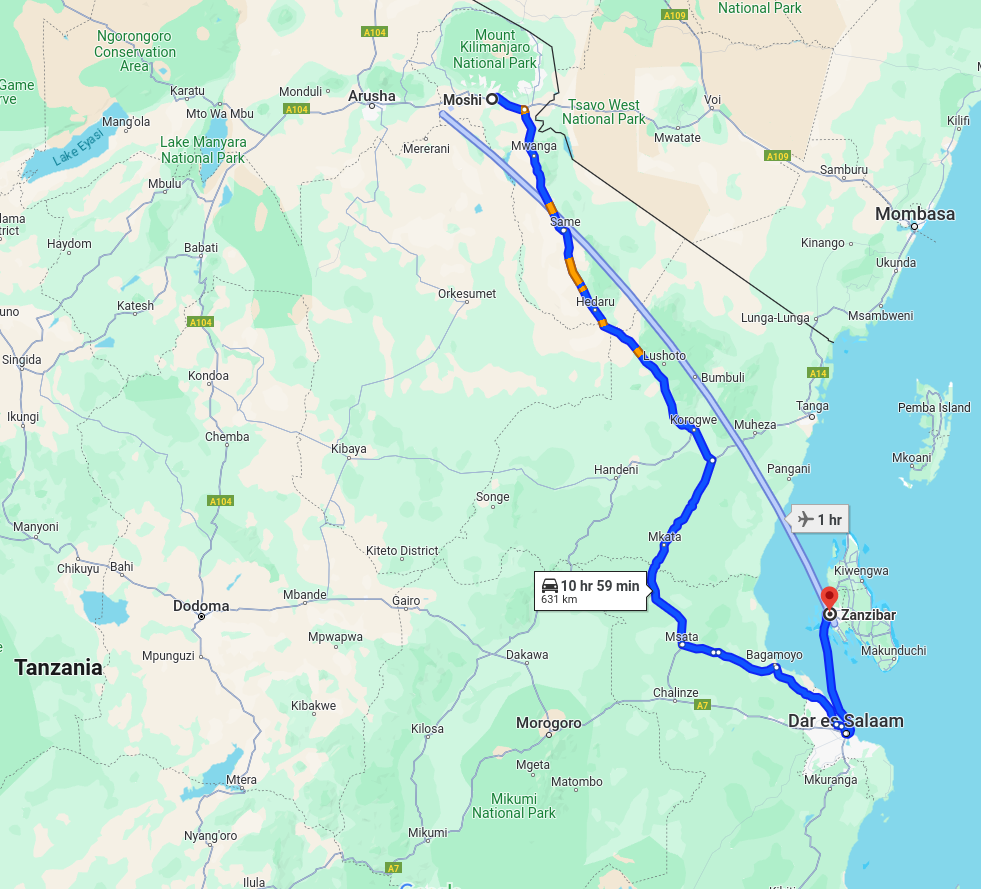 National Park
A109
Ngorongoro
Conservation
Area
A104
Mount
Kilimanjaro
National Park
Game
rve
Karatu
Monduli
Arusha
Moshi
Tsavo West
National Park
Voi
Mto Wa Mbu
A104
Mang'ola
Kilifi
Lake Eyasi
Lake Manyara
National Park
Mererani
Mwanga
Mwatate
A109
Samburu
Mbulu
lama
trict
Same
Mombasa
Haydom
Babati
Kinango
Ukunda
Orkesumet
Hedaru
uno
Katesh
A104
Lunga-Lunga
Msambweni
Singida
Lushoto
Kondoa
Bumbuli
A14
Ikungi
Tanga
Pemba Island
Korogwe
Muheza
Chemba
Kibaya
Mkoani
Handeni
Pangani
A104
Songe
Manyoni
Mkata
1 hr
Kiteto District
Chikuyu
Bahi
Kiwengwa
10 hr 59 min
631 km
Dodoma
Mbande
Gairo
Zanzibar
Mpwapwa
Msata
Makunduchi
Mpunguzi
Dakawa
Bagamoyo
Tanzania
Chalinze
A7
Kibakwe
Morogoro
Dar es Salaam
Kilosa
Mgeta
Mtera
Matombo
Mkuranga
Mikumi
National Park
Nyang'oro
Mikumi
A7
Ilula